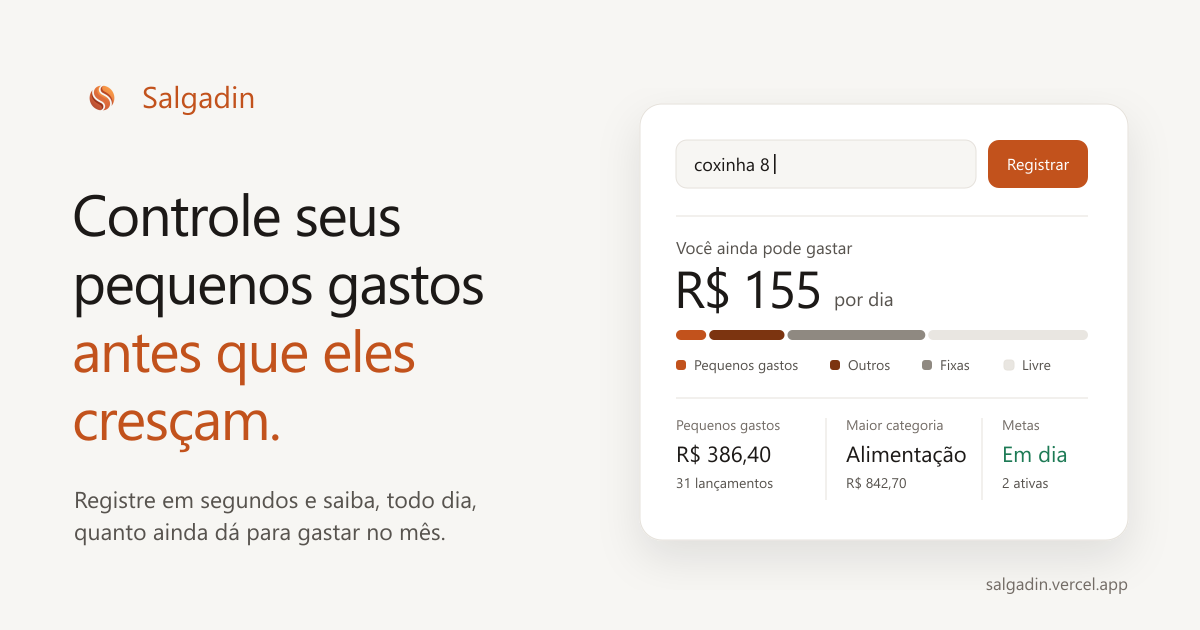 Salgadin
Controle seus
pequenos gastos
antes que eles
cresçam.
Registre em segundos e saiba, todo dia,
quanto ainda dá para gastar no mês.
coxinha 8
Registrar
Você ainda pode gastar
R$ 155 por dia
Pequenos gastos
Outros
Fixas
Livre
Pequenos gastos
R$ 386,40
31 lançamentos
Maior categoria
Alimentação
R$ 842,70
Metas
Em dia
2 ativas
salgadin.vercel.app